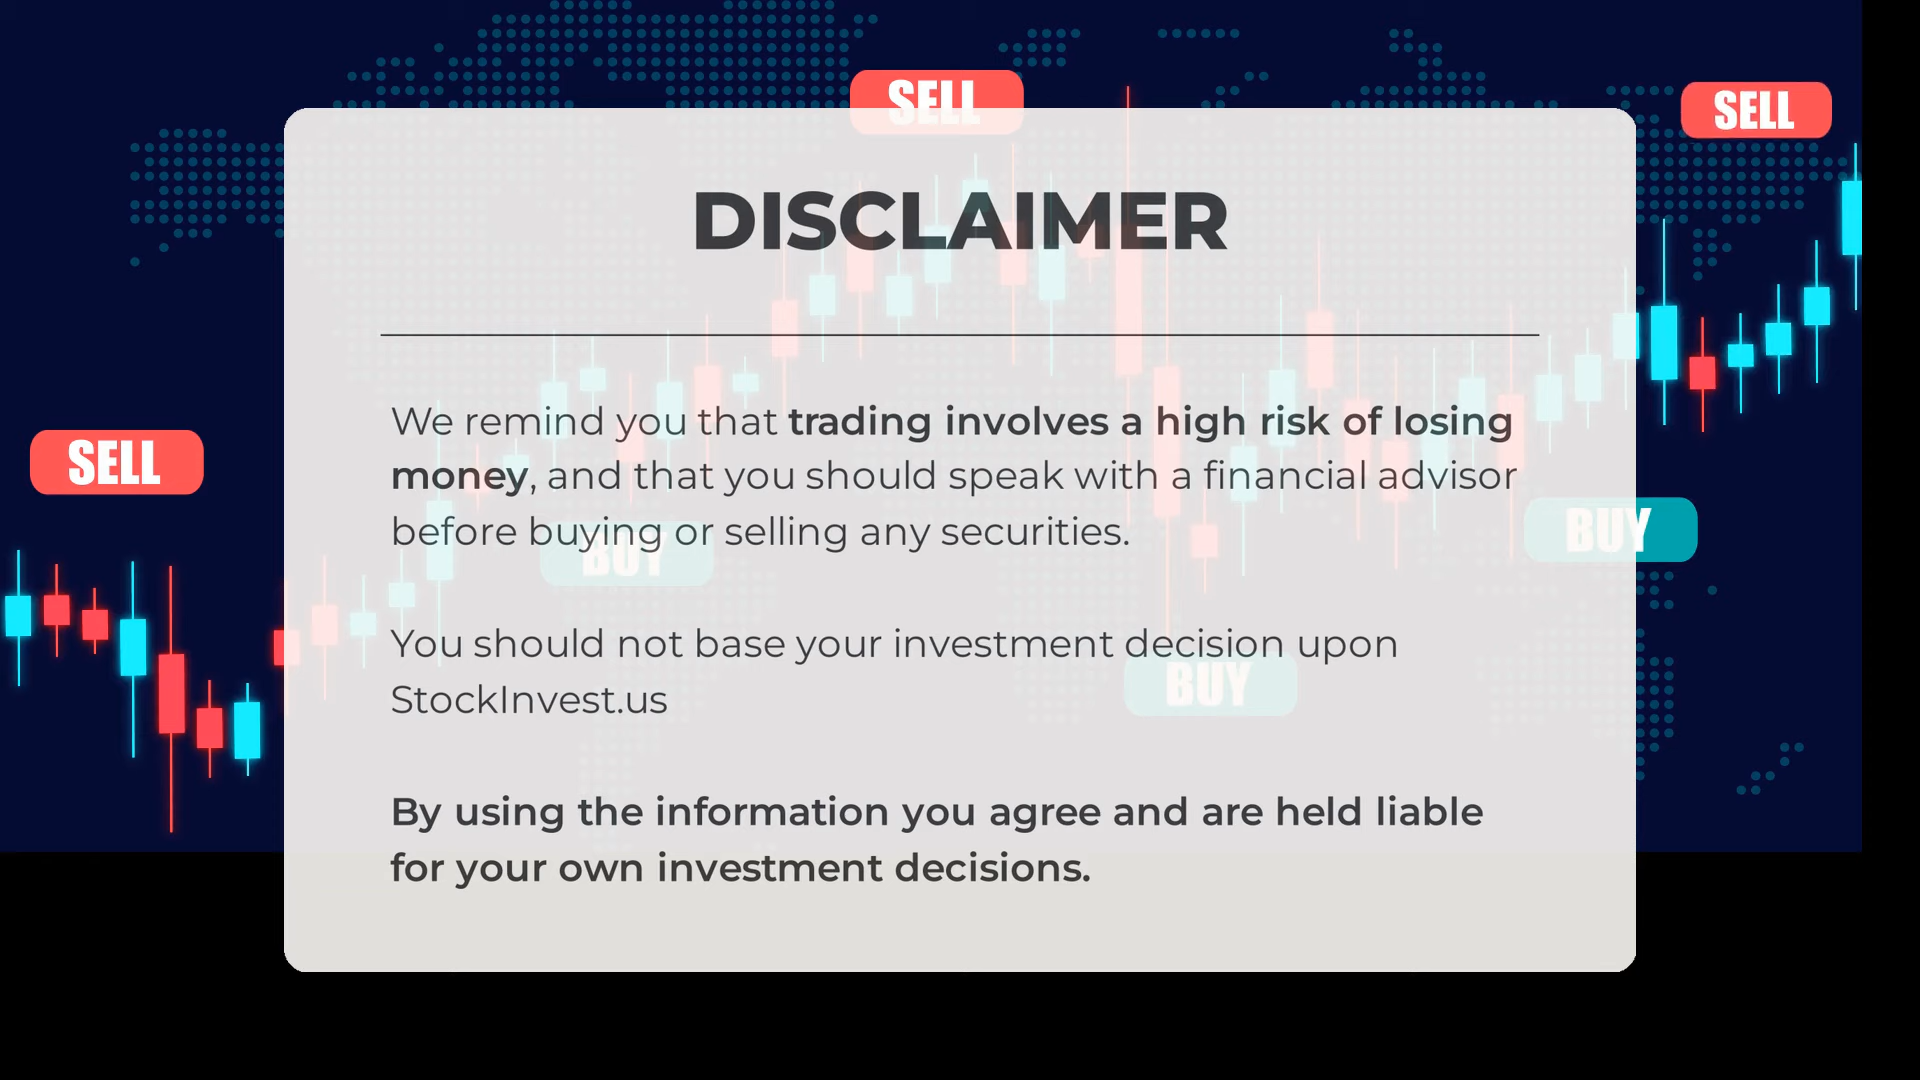 SELL
SELL
DISCLAIMER
We remind you that trading involves a high risk of losing
money, and that you should speak with a financial advisor
before buying or selling any securities.
SELL
BUY
BUY
You should not base your investment decision upon
StockInvest.us
BUY
By using the information you agree and are held liable
for your own investment decisions.